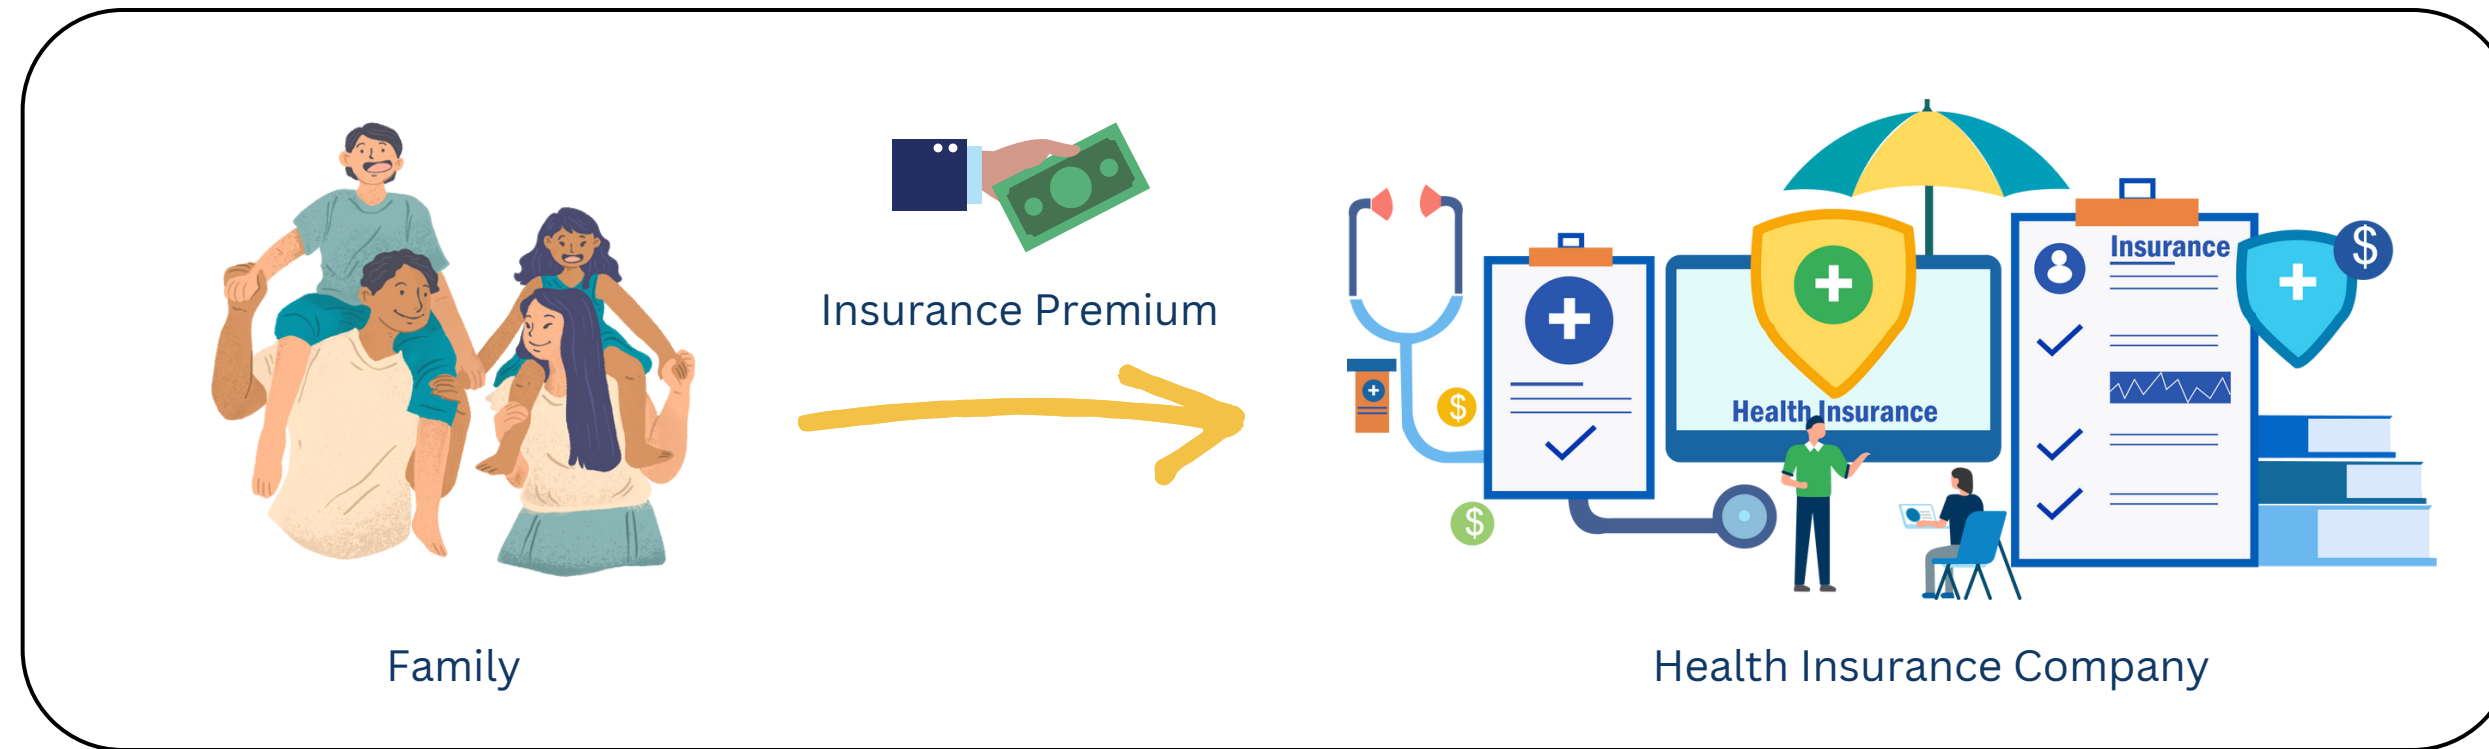 Insurance Premium
Insurance
$
$
Health Insurance
$
Family
Health Insurance Company